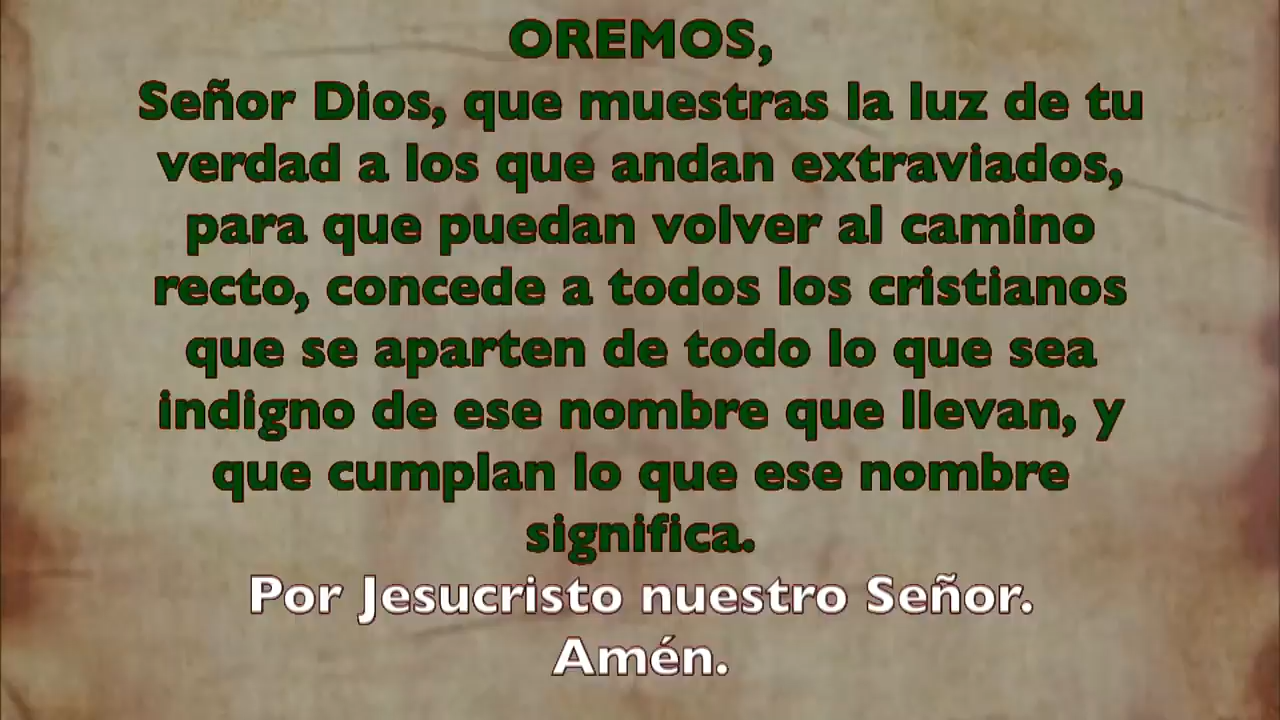 OREMOS,
Señor Dios, que muestras la luz de tu
verdad a los que andan extraviados,
para que puedan volver al camino
recto, concede a todos los cristianos
que se aparten de todo lo que sea
indigno de ese nombre que llevan, y
que cumplan lo que ese nombre
significa.
Por Jesucristo nuestro Señor.
Amén.